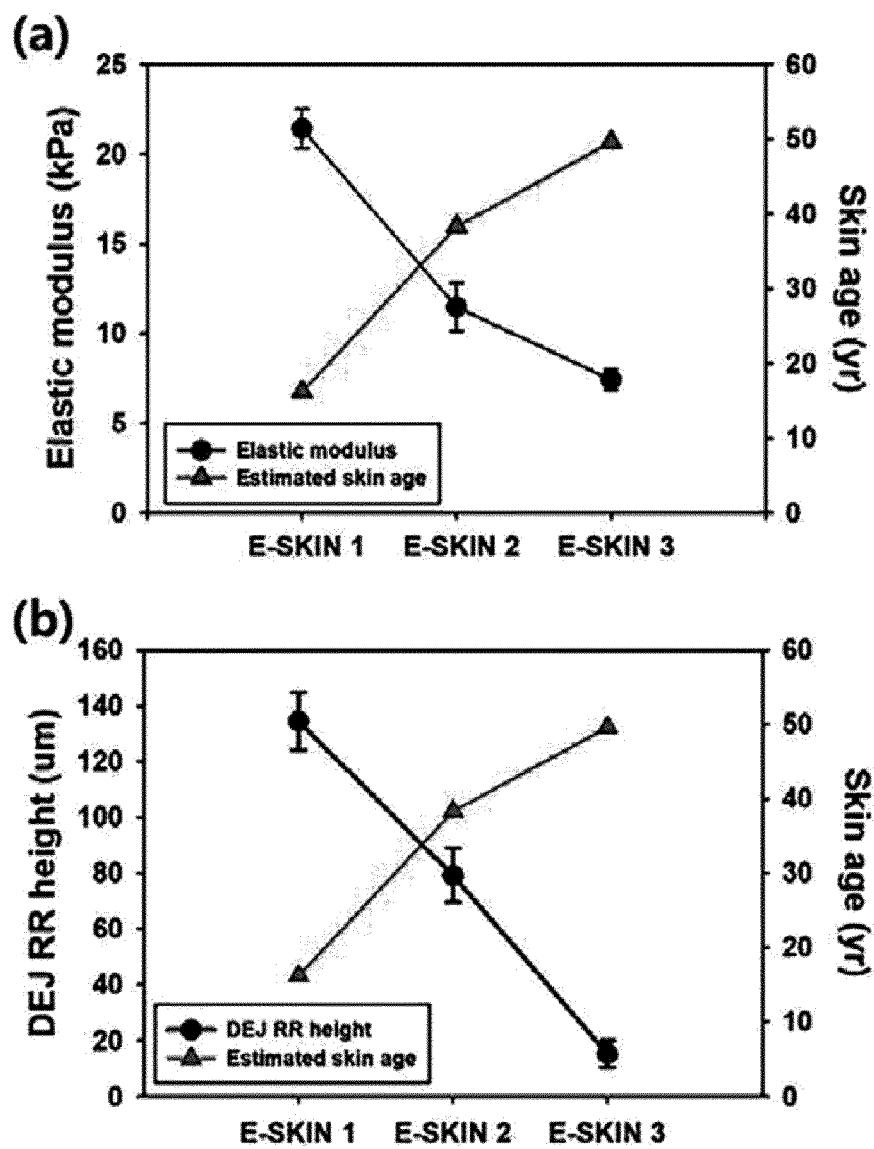 (a)
Elastic modulus (kPa)
25
20
15
10
5
0
60
50
40
30
20
10
0
Skin age (yr)
Elastic modulus
Estimated skin age
E-SKIN 1 E-SKIN 2 E-SKIN 3
(b)
DEJ RR height (um)
160
140
120
100
80
60
40
20
0
60
50
40
30
20
10
0
Skin age (yr)
DEJ RR height
Estimated skin age
E-SKIN 1 E-SKIN 2 E-SKIN 3